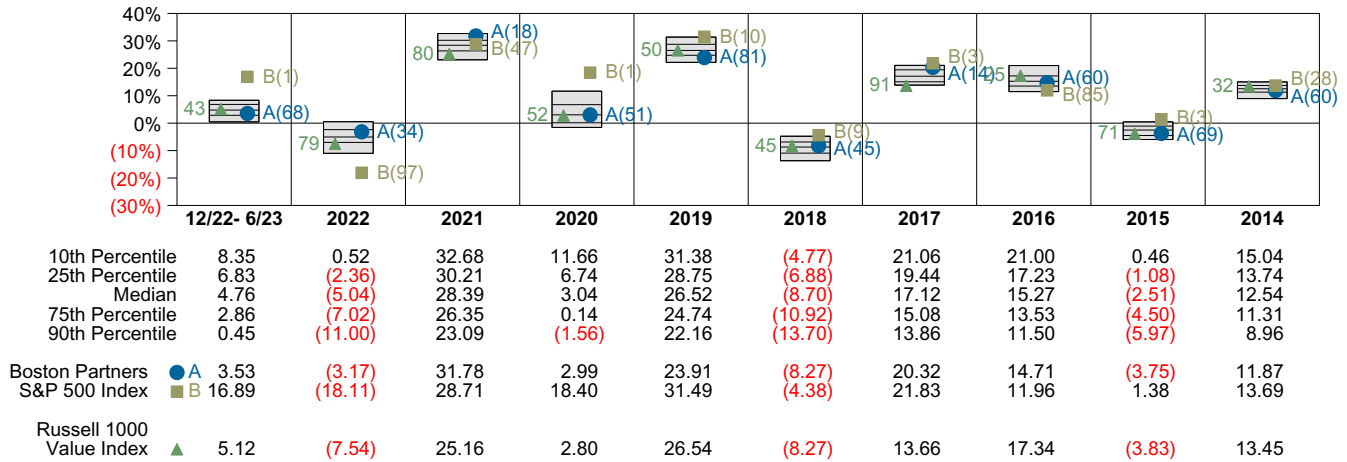 40%
30%
20%
10%
0%
(10%)
(20%)
(30%)
43 B(1) A(68)
79 A(34) B(97)
80 A(18) B(47)
52 B(1) A(51)
50 B(10) A(81)
45 B(9) A(45)
91 B(3) A(14)
25 A(60) B(85)
71 B(3) A(69)
32 B(28) A(60)
12/22- 6/23 2022 2021 2020 2019 2018 2017 2016 2015 2014
10th Percentile 8.35 0.52 32.68 11.66 31.38 (4.77) 21.06 21.00 0.46 15.04
25th Percentile 6.83 (2.36) 30.21 6.74 28.75 (6.88) 19.44 17.23 (1.08) 13.74
Median 4.76 (5.04) 28.39 3.04 26.52 (8.70) 17.12 15.27 (2.51) 12.54
75th Percentile 2.86 (7.02) 26.35 0.14 24.74 (10.92) 15.08 13.53 (4.50) 11.31
90th Percentile 0.45 (11.00) 23.09 (1.56) 22.16 (13.70) 13.86 11.50 (5.97) 8.96
Boston Partners A 3.53 (3.17) 31.78 2.99 23.91 (8.27) 20.32 14.71 (3.75) 11.87
S&P 500 Index B 16.89 (18.11) 28.71 18.40 31.49 (4.38) 21.83 11.96 1.38 13.69
Russell 1000
Value Index 5.12 (7.54) 25.16 2.80 26.54 (8.27) 13.66 17.34 (3.83) 13.45